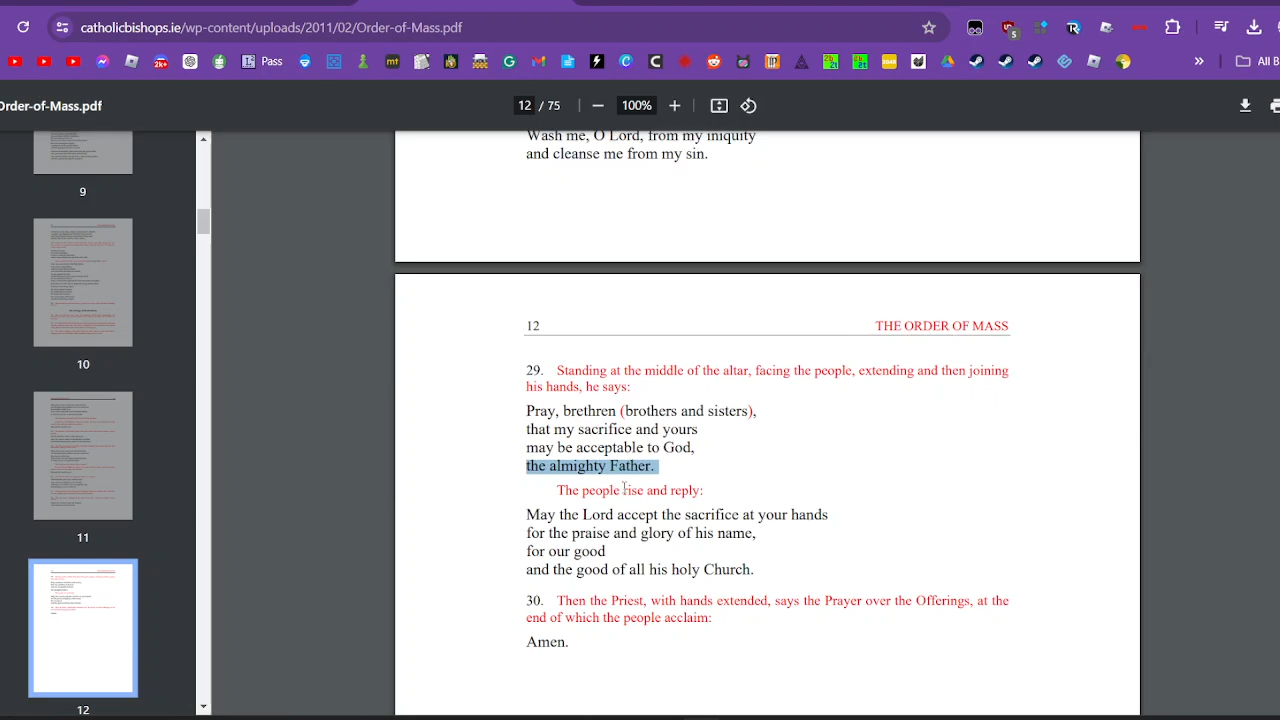 catholicbishops.ie/wp-content/uploads/2011/02/Order-of-Mass.pdf
5
Pass
All B
Order-of-Mass.pdf
12 / 75
100%
9
10
11
12
Wash me, O Lord, from my iniquity
and cleanse me from my sin.
12 THE ORDER OF MASS
29. Standing at the middle of the altar, facing the people, extending and then joining
his hands, he says:
Pray, brethren (brothers and sisters),
that my sacrifice and yours
may be acceptable to God,
the almighty Father.
The people rise and reply:
May the Lord accept the sacrifice at your hands
for the praise and glory of his name,
for our good
and the good of all his holy Church.
30. Then the Priest, with hands extended, says the Prayer over the Offerings, at the
end of which the people acclaim:
Amen.